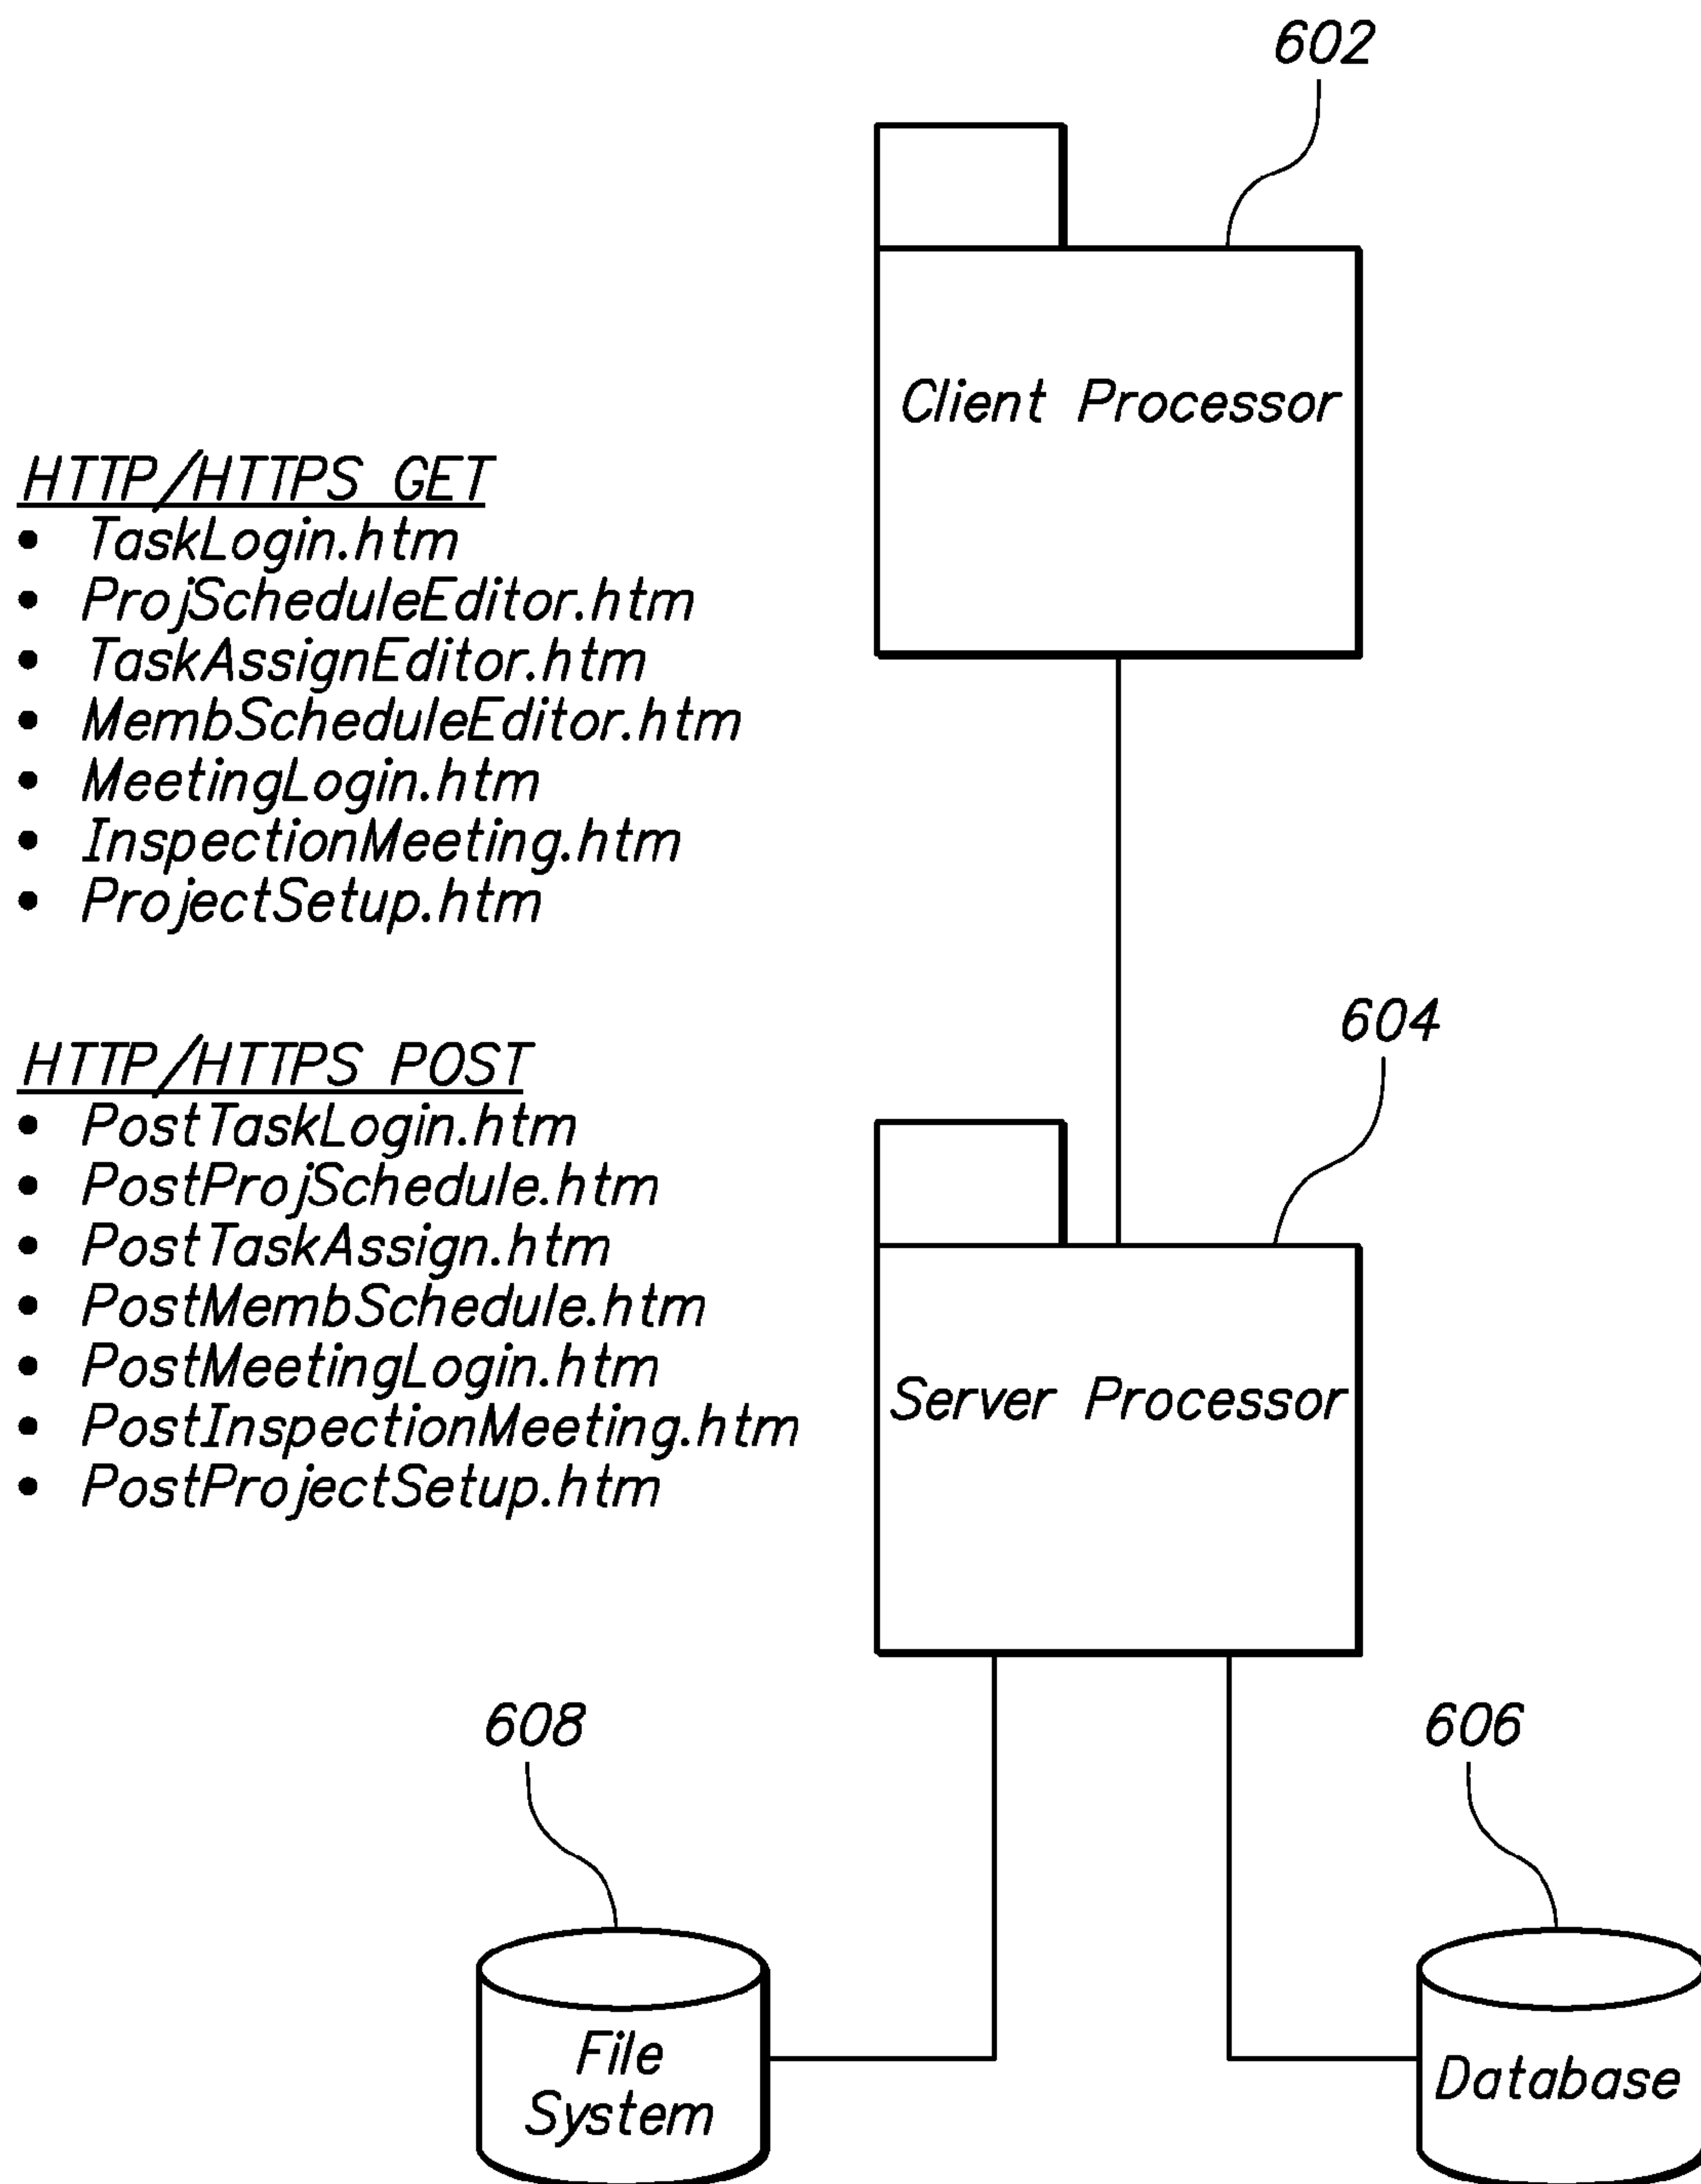 602
Client Processor
HTTP/HTTPS GET
• TaskLogin.htm
• ProjScheduleEditor.htm
• TaskAssignEditor.htm
• MembScheduleEditor.htm
• MeetingLogin.htm
• InspectionMeeting.htm
• ProjectSetup.htm
604
HTTP/HTTPS POST
• PostTaskLogin.htm
• PostProjSchedule.htm
• PostTaskAssign.htm
• PostMembSchedule.htm
• PostMeetingLogin.htm
• PostInspectionMeeting.htm
• PostProjectSetup.htm
Server Processor
608
606
File
System
Database